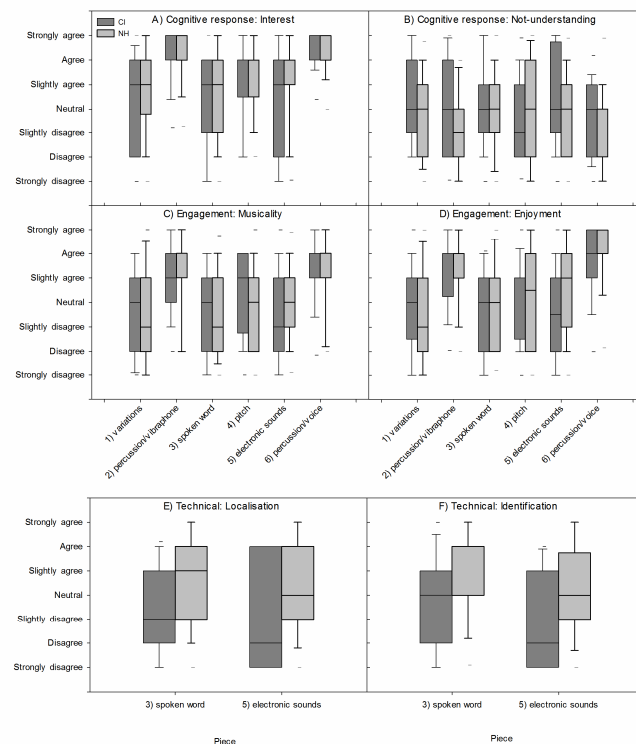 CI
NH
A) Cognitive response: Interest
B) Cognitive response: Not-understanding
Strongly agree
Agree
Slightly agree
Neutral
Slightly disagree
Disagree
Strongly disagree
C) Engagement: Musicality
D) Engagement: Enjoyment
Strongly agree
Agree
Slightly agree
Neutral
Slightly disagree
Disagree
Strongly disagree
1) variations
2) percussion/vibraphone
3) spoken word
4) pitch
5) electronic sounds
6) percussion/voice
1) variations
2) percussion/vibraphone
3) spoken word
4) pitch
5) electronic sounds
6) percussion/voice
E) Technical: Localisation
F) Technical: Identification
Strongly agree
Agree
Slightly agree
Neutral
Slightly disagree
Disagree
Strongly disagree
3) spoken word
5) electronic sounds
3) spoken word
5) electronic sounds
Piece
Piece